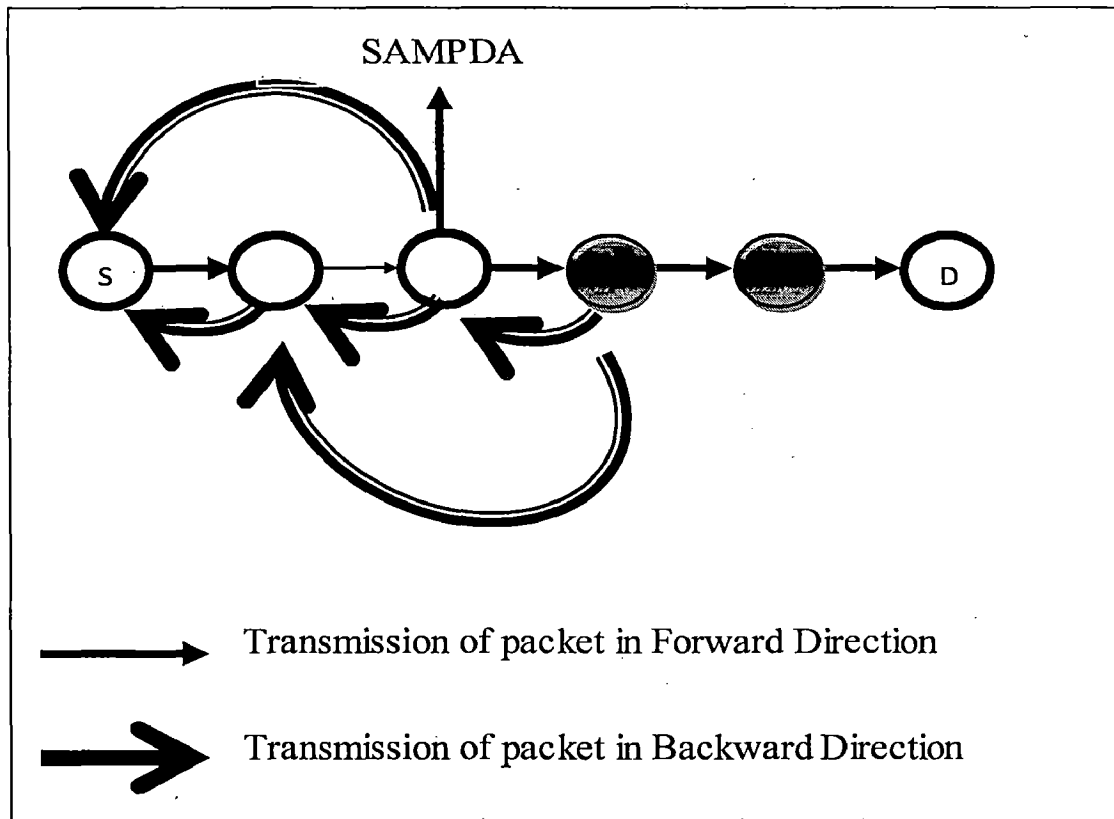 SAMPDA
S
D
Transmission of packet in Forward Direction
Transmission of packet in Backward Direction